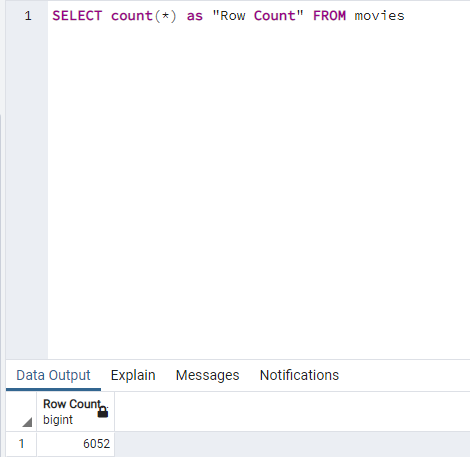 1 SELECT count(*) as "Row Count" FROM movies
Data Output Explain Messages Notifications
Row Count
bigint
1 6052